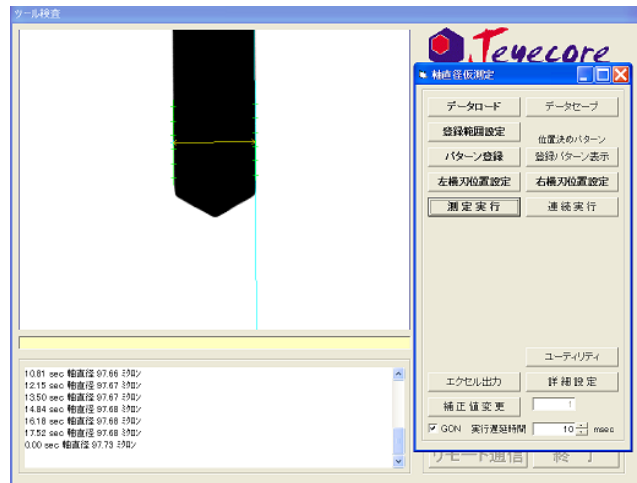 ツール検査
Teyecore
軸直径仮測定
データロード
データセーブ
登録範囲設定
位置決めパターン
パターン登録
登録パターン表示
左横刃位置設定
右横刃位置設定
測定実行
連続実行
ユーティリティ
エクセル出力
詳細設定
補正値変更
1
GON 実行遅延時間 10 msec
リモート通信
終了
10.81 sec 軸直径 97.66 ミクロン
12.15 sec 軸直径 97.67 ミクロン
13.50 sec 軸直径 97.67 ミクロン
14.84 sec 軸直径 97.68 ミクロン
16.18 sec 軸直径 97.68 ミクロン
17.52 sec 軸直径 97.68 ミクロン
0.00 sec 軸直径 97.73 ミクロン